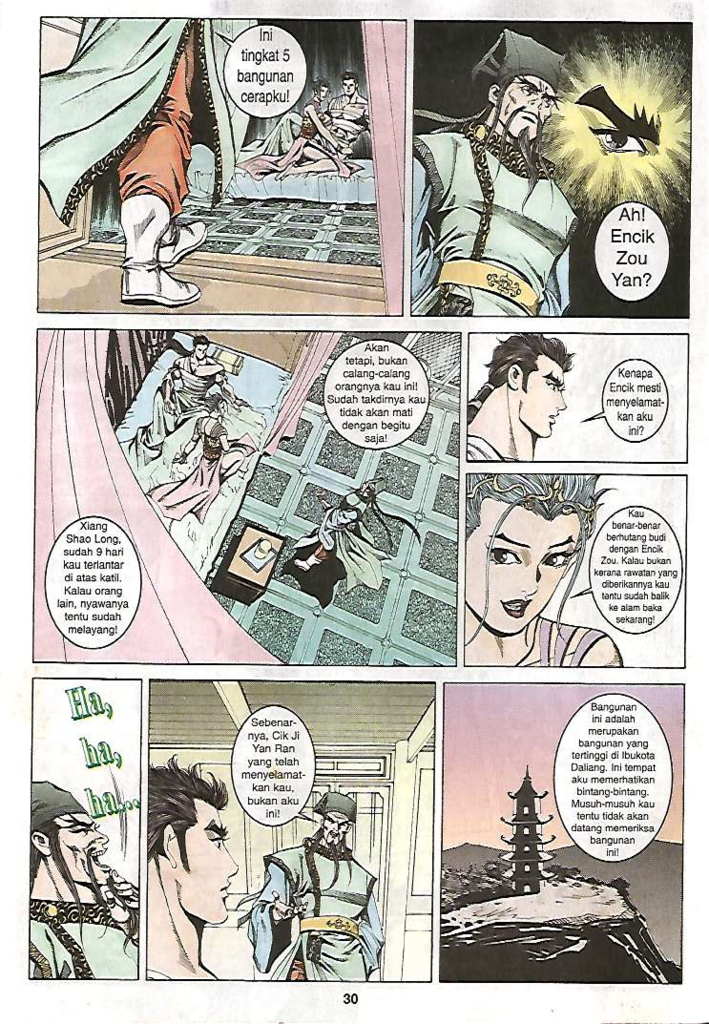 Ini
tingkat 5
bangunan
cerapku!
Ah!
Encik
Zou
Yan?
Akan
tetapi, bukan
calang-calang
orangnya kau ini!
Sudah takdirnya kau
tidak akan mati
dengan begitu
saja!
Xiang
Shao Long,
sudah 9 hari
kau terlantar
di atas katil.
Kalau orang
lain, nyawanya
tentu sudah
melayang!
Kenapa
Encik mesti
menyelamat-
kan aku
ini?
Kau
benar-benar
berhutang budi
dengan Encik
Zou. Kalau bukan
kerana rawatan yang
diberikannya kau
tantu sudah balik
ke alam baka
sekarang!
Ha,
ha,
ha...
Sebenar-
nya, Cik Ji
Yan Ran
yang telah
menyelamat-
kan kau,
bukan aku
ini!
Bangunan
ini adalah
merupakan
bangunan yang
tertinggi di Ibukota
Daliang. Ini tempat
aku memerhatikan
bintang-bintang.
Musuh-musuh kau
tentu tidak akan
datang memeriksa
bangunan
ini!
30